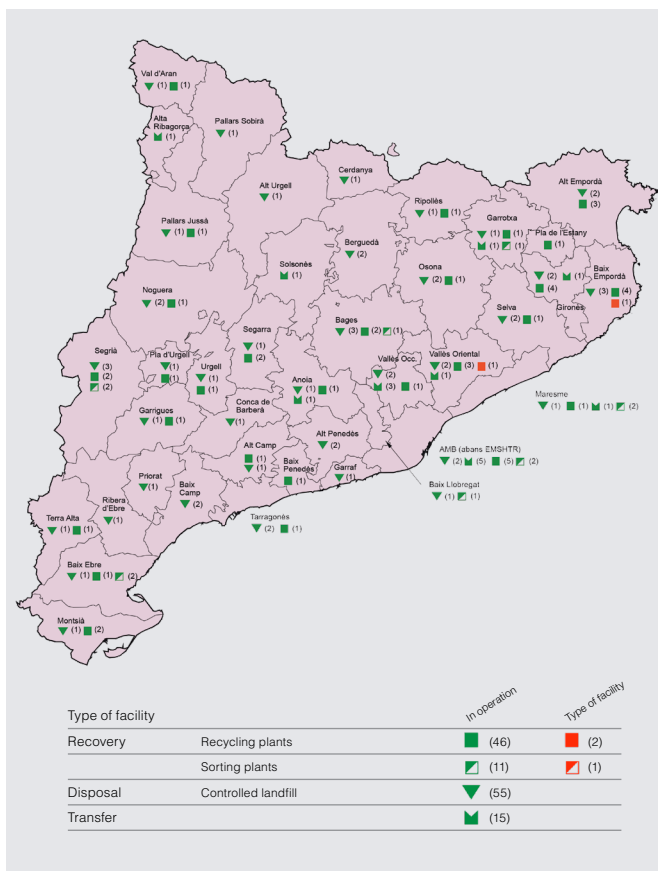 Val d'Aran
(1) (1)
Alta
Ribagorça
(1)
Pallars Sobirà
(1)
Cerdanya
(1)
Alt Urgell
(1)
Alt Empordà
(2)
(3)
Ripollès
(1) (1)
Garrotxa
(1) (1)
(1) (1)
Pla de l'Estany
(1)
Pallars Jussà
(1) (1)
Berguedà
(2)
Solsonès
(1)
Osona
(2) (1)
(2) (1)
(4)
Gironès
Baix
Empordà
(3) (4)
(1)
Noguera
(2) (1)
Selva
(2) (1)
Bages
(3) (2) (1)
Segarra
(1)
(2)
Segrià
(3)
(2)
(2)
Pla d'Urgell
(1)
(1)
Urgell
(1)
(1)
Vallès Occ.
(2)
(3) (1)
Vallès Oriental
(2) (3) (1)
(1)
Anoia
(1) (1)
(1)
Maresme
(1) (1) (1) (2)
Garrigues
(1) (1)
Conca de
Barberà
(1)
Alt Camp
(1)
(1)
Alt Penedès
(2)
Baix
Penedès
(1)
Garraf
(1)
AMB (abans EMSHTR)
(2) (5) (5) (2)
Baix Llobregat
(1) (1)
Priorat
(1)
Baix
Camp
(2)
Ribera
d'Ebre
(1)
Terra Alta
(1) (1)
Tarragonès
(2) (1)
Baix Ebre
(1) (1) (2)
Montsià
(1) (2)
Type of facility In operation Type of facility
Recovery Recycling plants (46) (2)
Sorting plants (11) (1)
Disposal Controlled landfill (55)
Transfer (15)